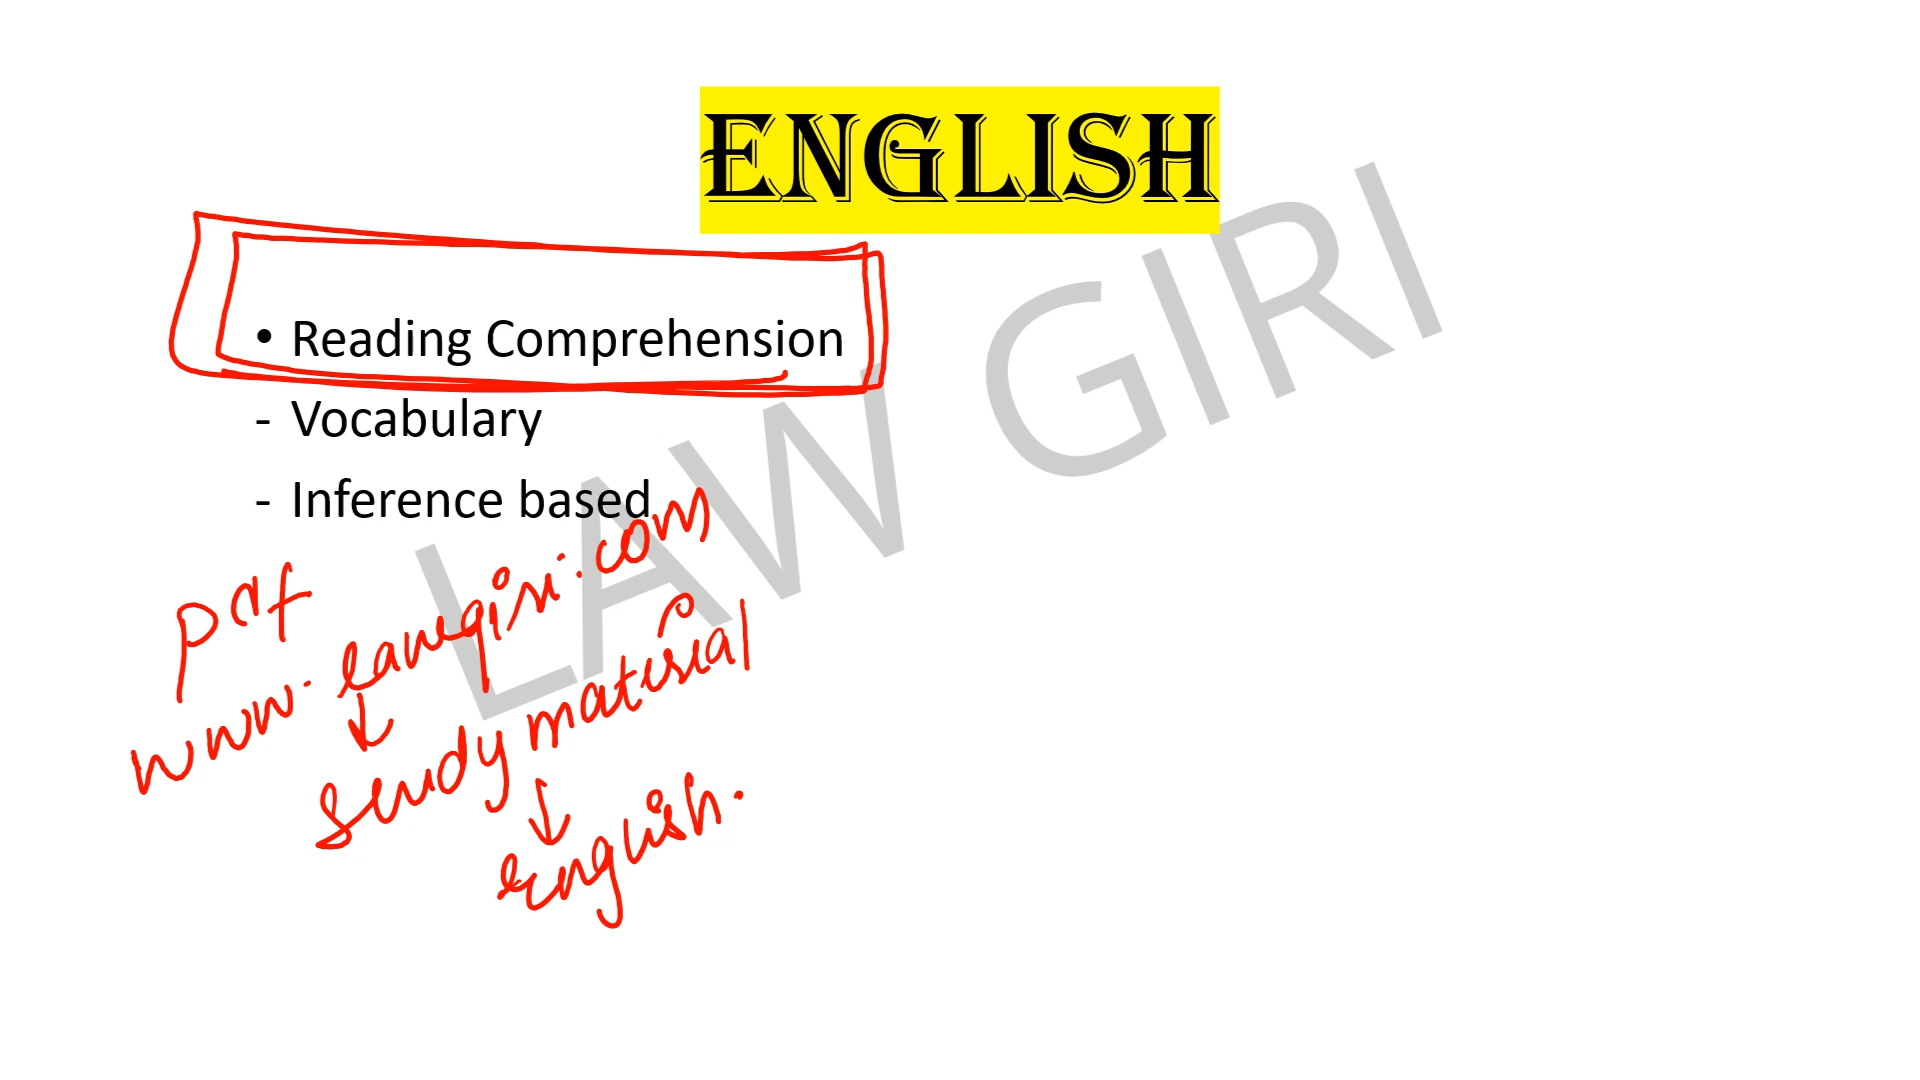 ENGLISH
• Reading Comprehension
- Vocabulary
- Inference based
pdf
www.lawgiri.com
↓
Study material
↓
English.
LAW GIRI